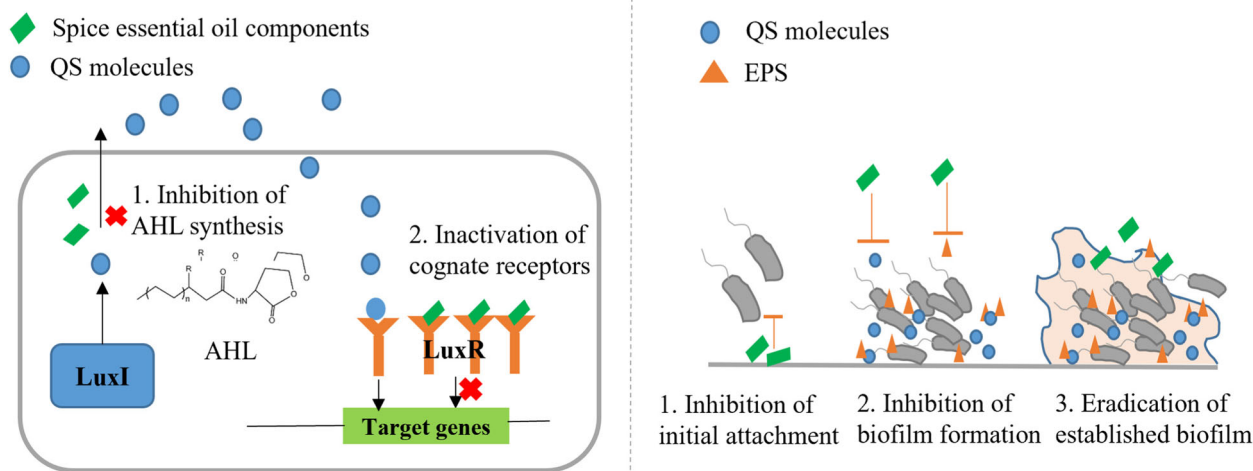 Spice essential oil components
QS molecules
1. Inhibition of
AHL synthesis
2. Inactivation of
cognate receptors
R
R
O
O
n
O
HN
O
O
AHL
LuxI
LuxR
Target genes
QS molecules
EPS
1. Inhibition of
initial attachment
2. Inhibition of
biofilm formation
3. Eradication of
established biofilm